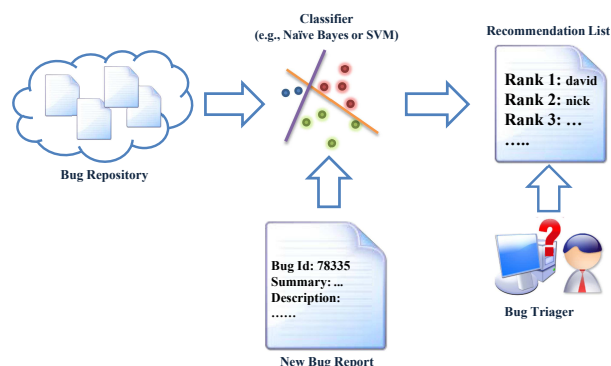 Classifier
(e.g., Naïve Bayes or SVM)
Recommendation List
Rank 1: david
Rank 2: nick
Rank 3: ...
.....
Bug Repository
Bug Id: 78335
Summary: ...
Description:
......
New Bug Report
?
Bug Triager